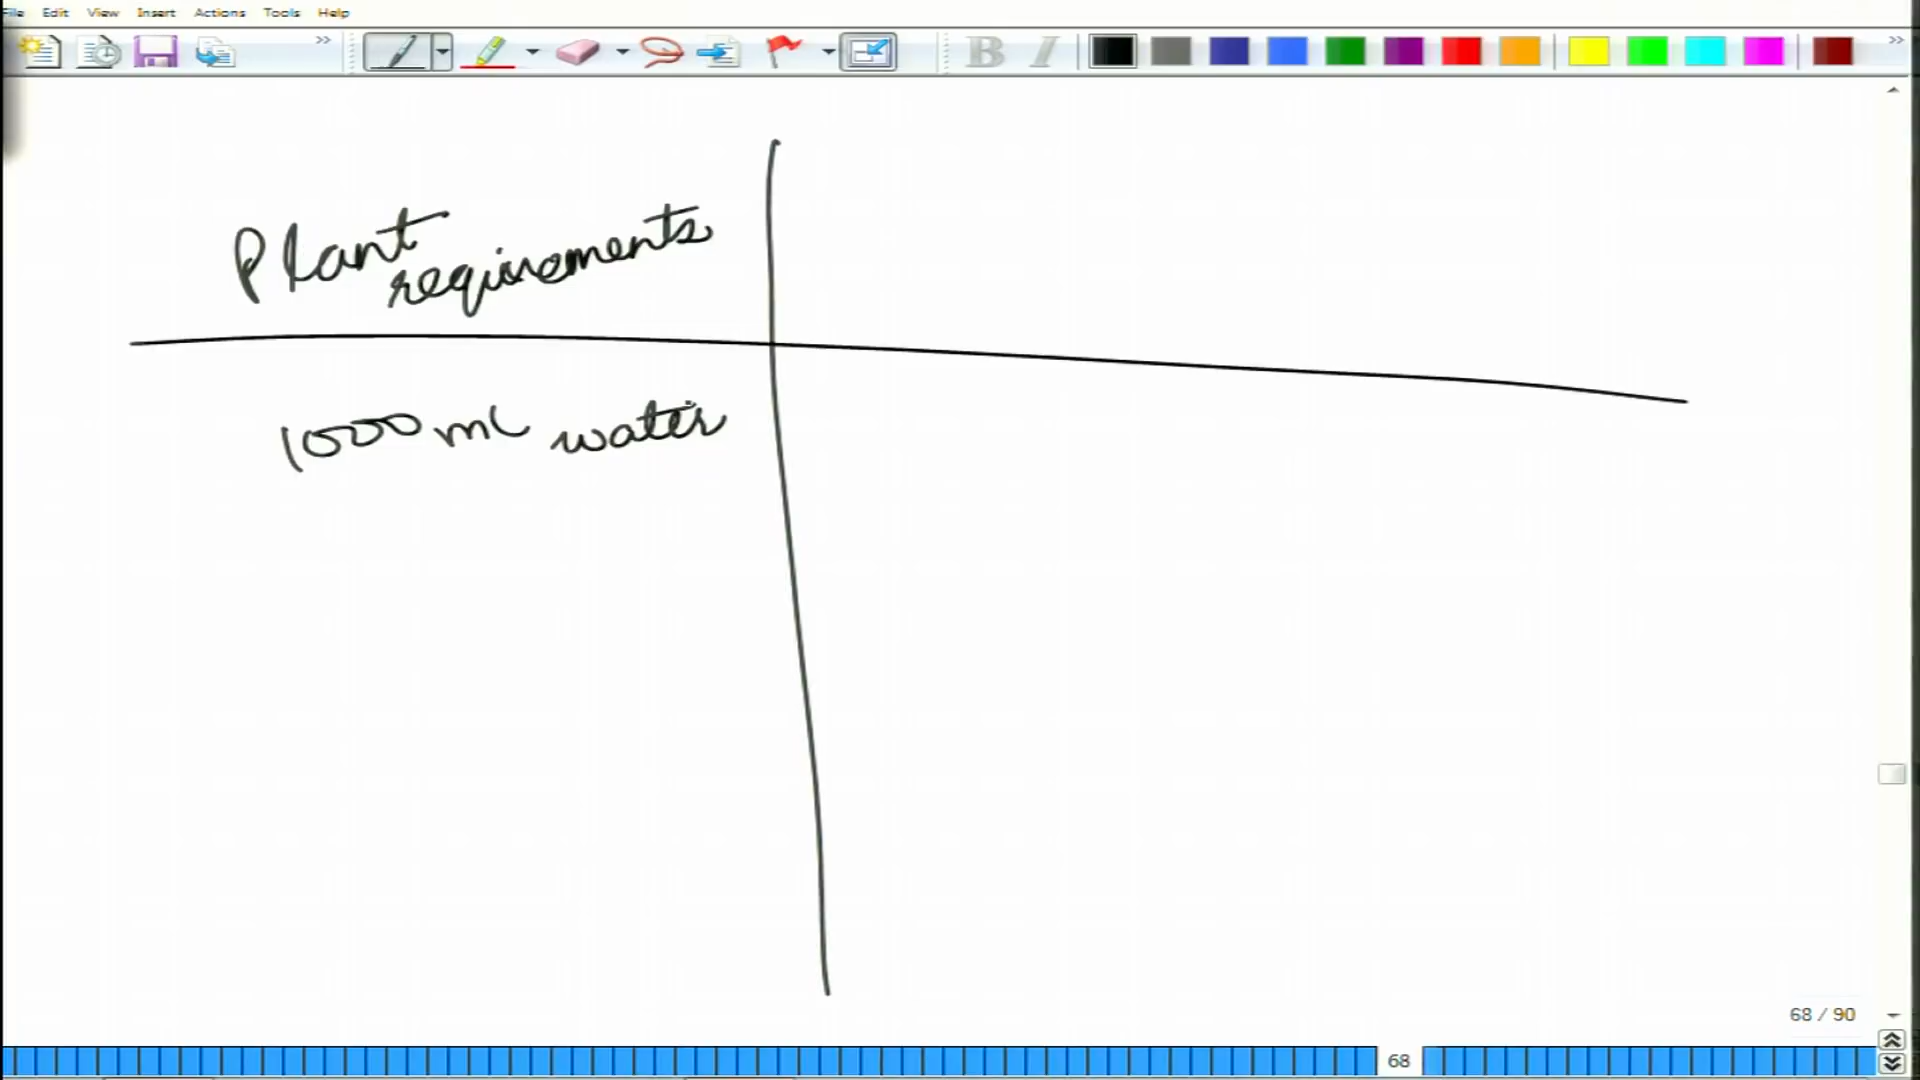 File Edit View Insert Actions Tools Help
Plant
requirements
1000 ml water
68 / 90
68